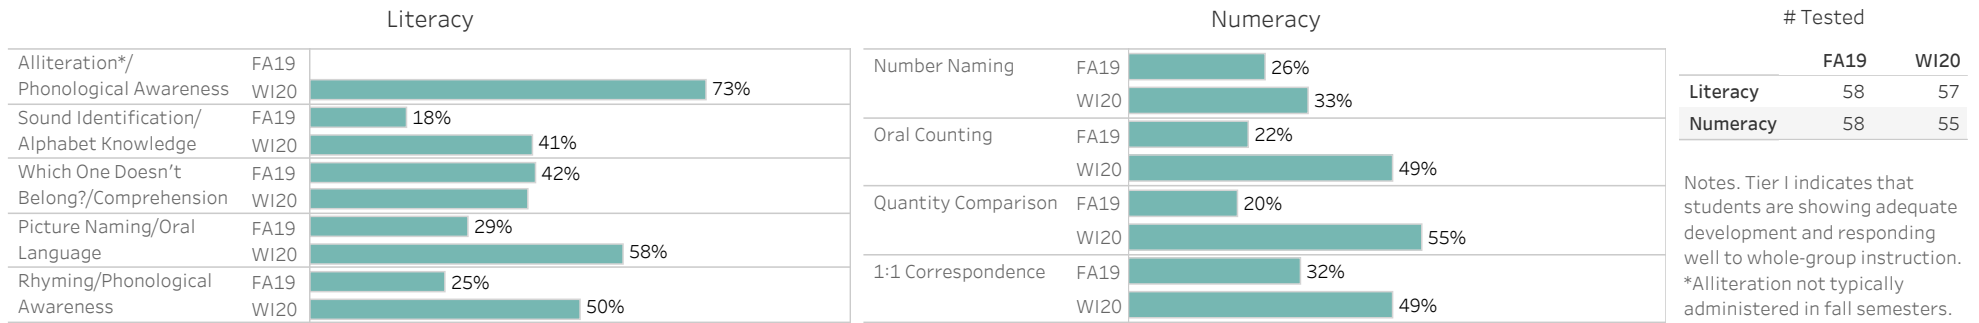 Literacy
Alliteration*/
Phonological Awareness
FA19
WI20 73%
Sound Identification/
Alphabet Knowledge
FA19 18%
WI20 41%
Which One Doesn't
Belong?/Comprehension
FA19 42%
WI20
Picture Naming/Oral
Language
FA19 29%
WI20 58%
Rhyming/Phonological
Awareness
FA19 25%
WI20 50%
Numeracy
Number Naming FA19 26%
WI20 33%
Oral Counting FA19 22%
WI20 49%
Quantity Comparison FA19 20%
WI20 55%
1:1 Correspondence FA19 32%
WI20 49%
# Tested
FA19 WI20
Literacy 58 57
Numeracy 58 55
Notes. Tier I indicates that
students are showing adequate
development and responding
well to whole-group instruction.
*Alliteration not typically
administered in fall semesters.